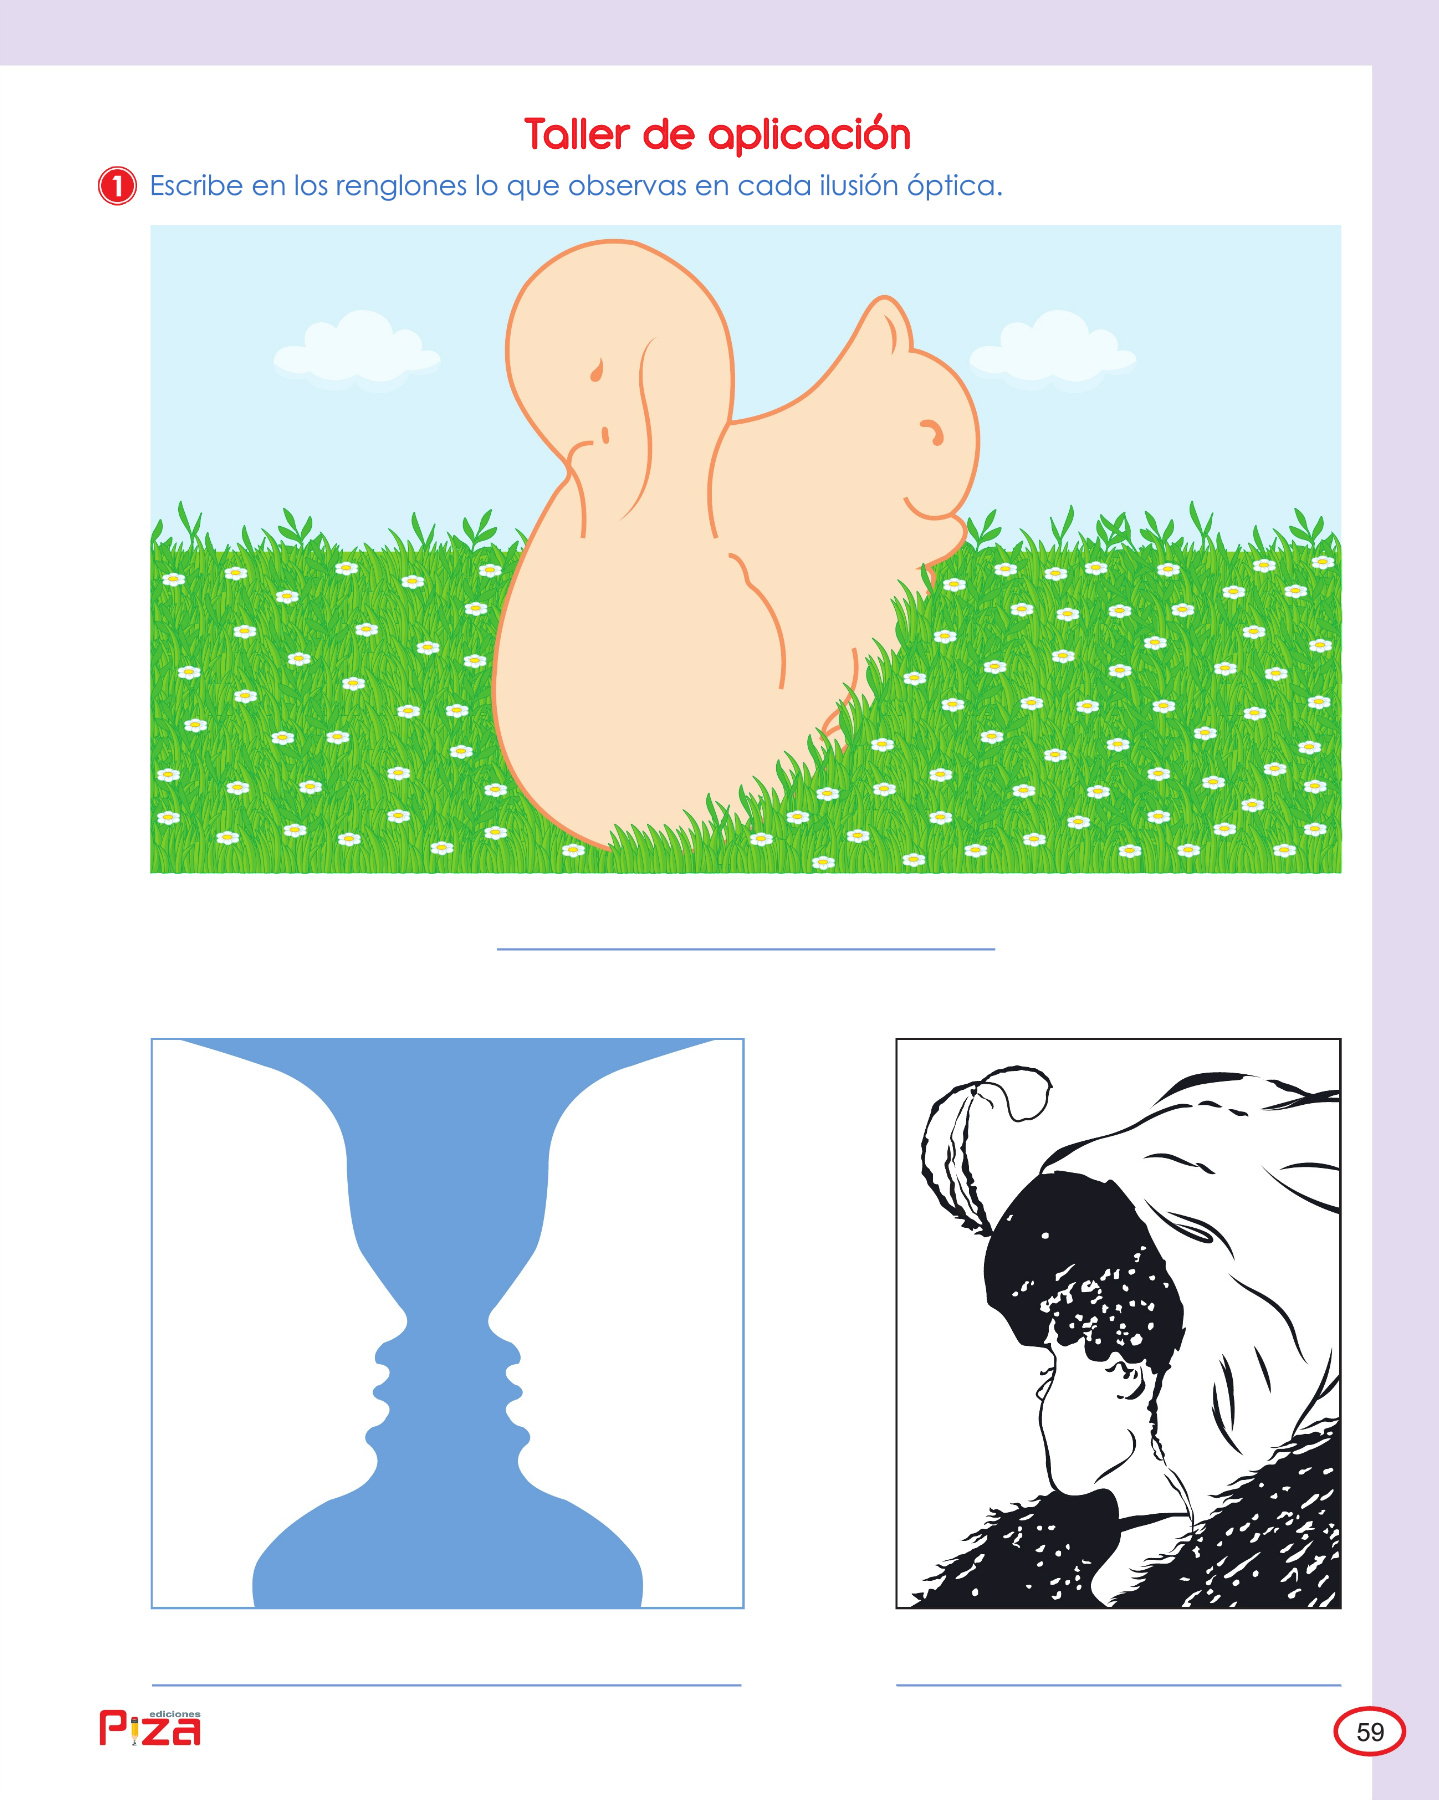 Taller de aplicación
1 Escribe en los renglones lo que observas en cada ilusión óptica.
ediciones
Piza
59